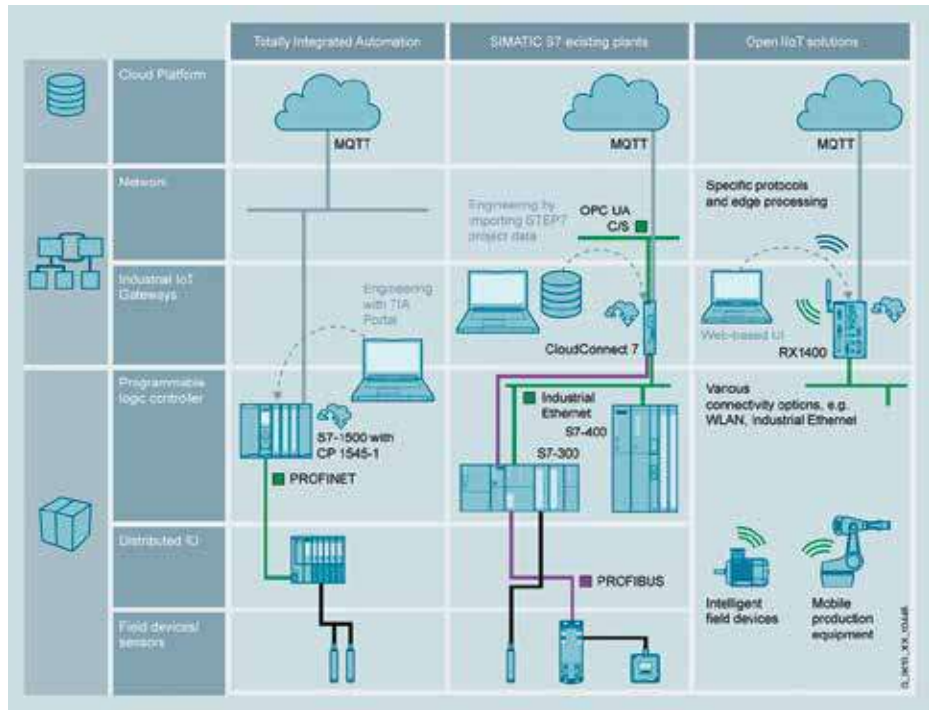 Totally Integrated Automation
SIMATIC S7 existing plants
Open IIoT solutions
Cloud Platform
MQTT
MQTT
MQTT
Network
Engineering by
importing STEP7
project data
OPC UA
C/S
Specific protocols
and edge processing
Industrial IoT
Gateways
Engineering
with TIA
Portal
CloudConnect 7
Web-based UI
RX1400
Programmable
logic controller
S7-1500 with
CP 1545-1
PROFINET
Industrial
Ethernet
S7-400
S7-300
Various
connectivity options, e.g.
WLAN, Industrial Ethernet
Distributed IO
PROFIBUS
Intelligent
field devices
Mobile
production
equipment
Field devices/
sensors